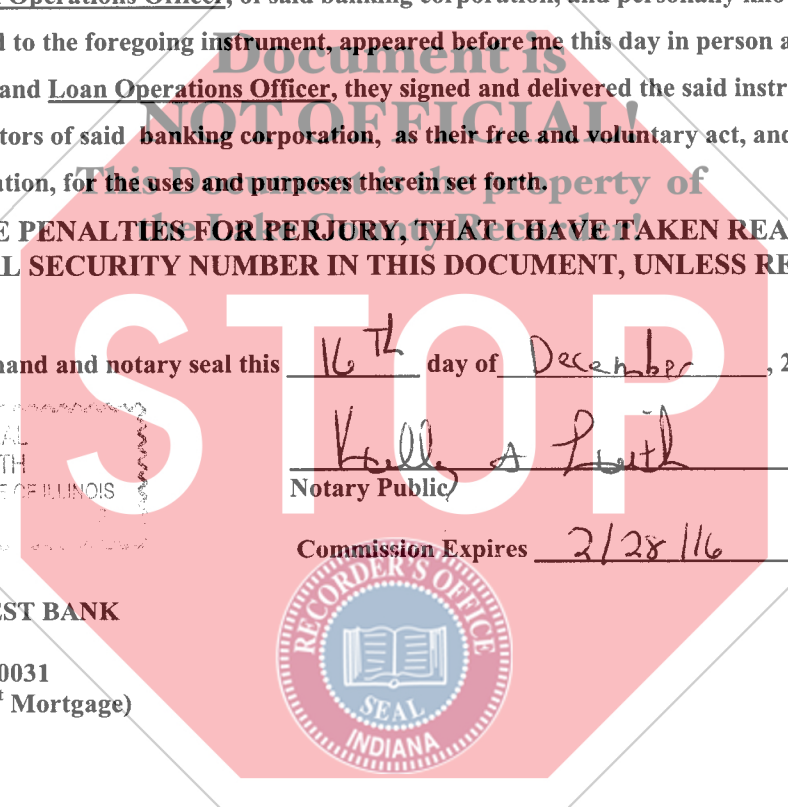 Operations Officer, of said banking corporation, and personally
Document is
d to the foregoing instrument, appeared before me this day in person a
and Loan Operations Officer, they signed and delivered the said instr
NOT OFFICIAL!
tors of said banking corporation, as their free and voluntary act, and
This Document is the property of
ation, for the uses and purposes therein set forth.
the Lake County Recorder!
E PENALTIES FOR PERJURY, THAT I HAVE TAKEN REA
L SECURITY NUMBER IN THIS DOCUMENT, UNLESS RE
STOP
hand and notary seal this 16 Th day of December, 2
AL
TH
E OF ILLINOIS
Kelly A
Notary Public
Commission Expires 2/28/16
RECORDER'S OFFICE
SEAL
INDIANA
EST BANK
0031
t Mortgage)